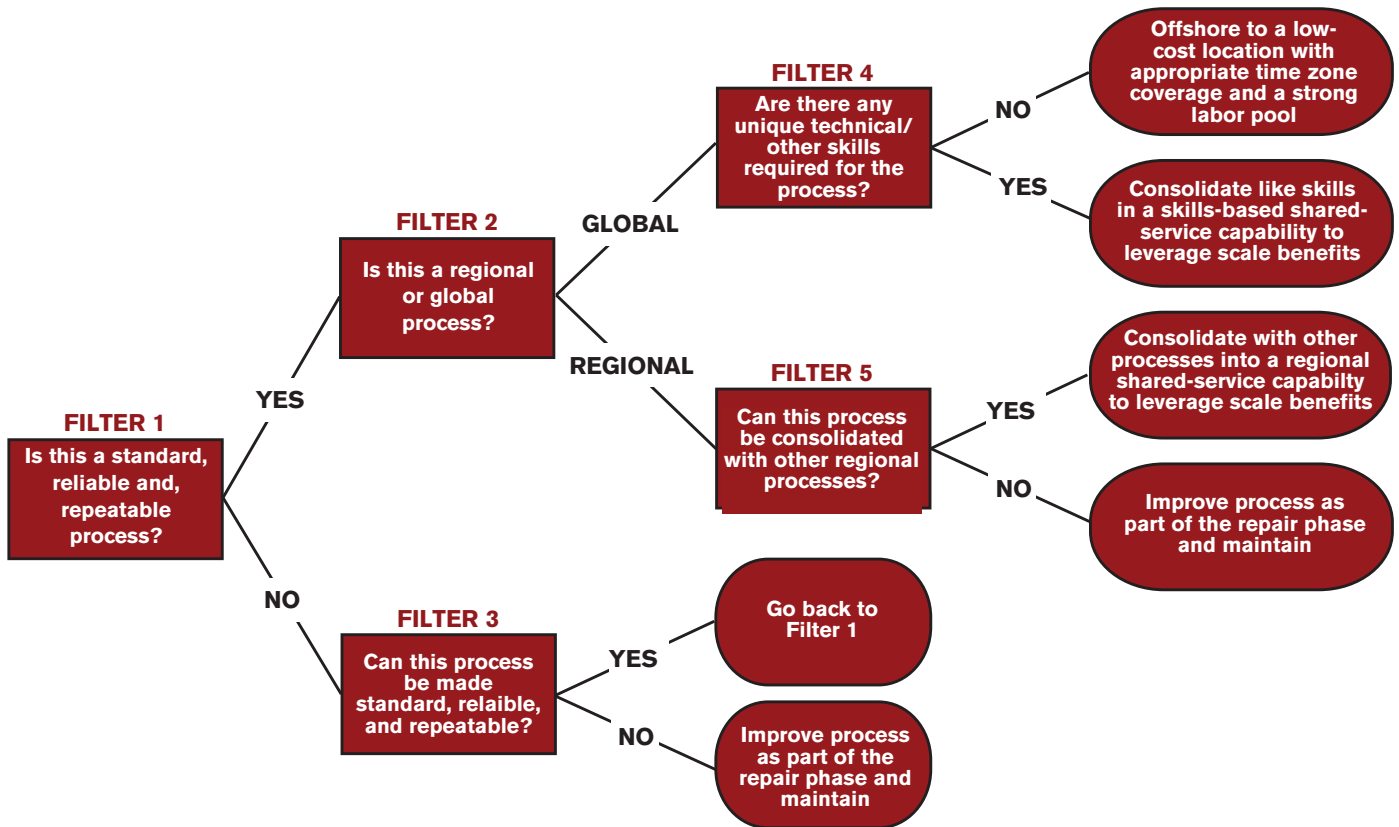 FILTER 1
Is this a standard,
reliable and,
repeatable
process?
YES
NO
FILTER 2
Is this a regional
or global
process?
GLOBAL
REGIONAL
FILTER 3
Can this process
be made
standard, relaible,
and repeatable?
YES
NO
Go back to
Filter 1
Improve process
as part of the
repair phase and
maintain
FILTER 4
Are there any
unique technical/
other skills
required for the
process?
NO
YES
Offshore to a low-
cost location with
appropriate time zone
coverage and a strong
labor pool
Consolidate like skills
in a skills-based shared-
service capability to
leverage scale benefits
FILTER 5
Can this process
be consolidated
with other regional
processes?
YES
NO
Consolidate with other
processes into a regional
shared-service capabilty
to leverage scale benefits
Improve process as
part of the repair phase
and maintain